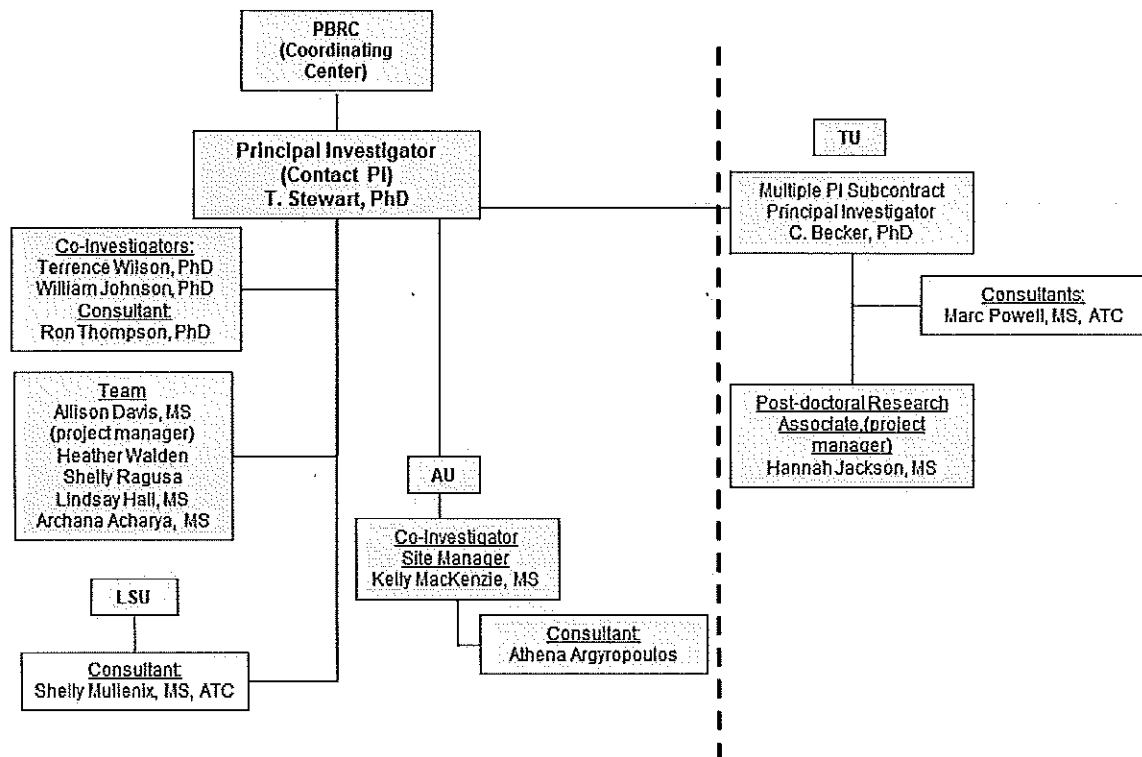 PBRC
(Coordinating
Center)
Principal Investigator
(Contact PI)
T. Stewart, PhD
TU
Multiple PI Subcontract
Principal Investigator
C. Becker, PhD
Co-Investigators:
Terrence Wilson, PhD
William Johnson, PhD
Consultant:
Ron Thompson, PhD
Consultants:
Marc Powell, MS, ATC
Team
Allison Davis, MS
(project manager)
Heather Walden
Shelly Ragusa
Lindsay Hall, MS
Archana Acharya, MS
Post-doctoral Research
Associate,(project
manager)
Hannah Jackson, MS
AU
Co-Investigator
Site Manager
Kelly MacKenzie, MS
LSU
Consultant:
Athena Argyropoulos
Consultant:
Shelly Mullenix, MS, ATC